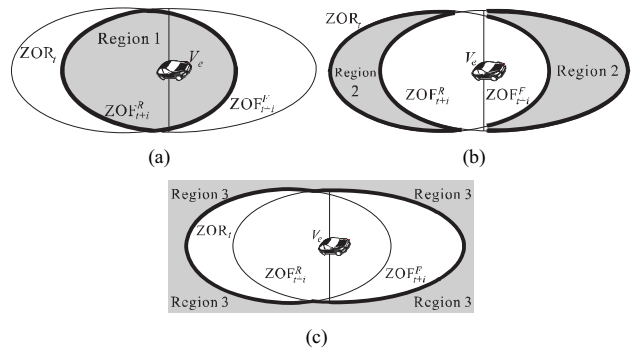 Region 1
ZOR_t
V_e
ZOF^R_{t+i}
ZOF^F_{t+i}
(a)
ZOR_t
V_e
Region 2
Region 2
ZOF^R_{t+i}
ZOF^F_{t+i}
(b)
Region 3
Region 3
ZOR_t
V_e
ZOF^R_{t+i}
ZOF^F_{t+i}
Region 3
Region 3
(c)